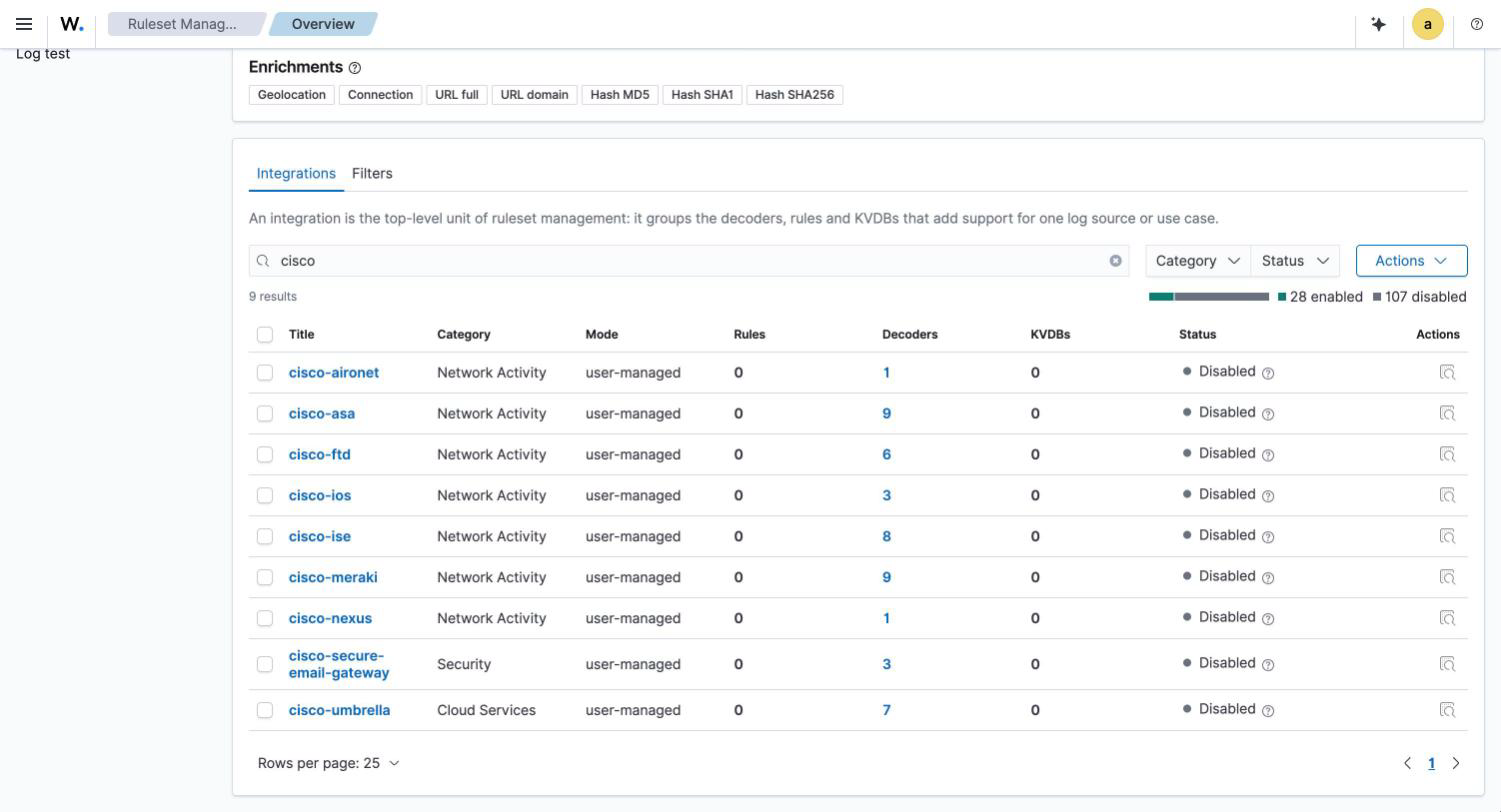 W. Ruleset Manag... Overview a
Log test
Enrichments
Geolocation Connection URL full URL domain Hash MD5 Hash SHA1 Hash SHA256
Integrations Filters
An integration is the top-level unit of ruleset management: it groups the decoders, rules and KVDBs that add support for one log source or use case.
cisco Category Status Actions
9 results 28 enabled 107 disabled
Title Category Mode Rules Decoders KVDBs Status Actions
cisco-aironet Network Activity user-managed 0 1 0 Disabled
cisco-asa Network Activity user-managed 0 9 0 Disabled
cisco-ftd Network Activity user-managed 0 6 0 Disabled
cisco-ios Network Activity user-managed 0 3 0 Disabled
cisco-ise Network Activity user-managed 0 8 0 Disabled
cisco-meraki Network Activity user-managed 0 9 0 Disabled
cisco-nexus Network Activity user-managed 0 1 0 Disabled
cisco-secure-
email-gateway Security user-managed 0 3 0 Disabled
cisco-umbrella Cloud Services user-managed 0 7 0 Disabled
Rows per page: 25 1